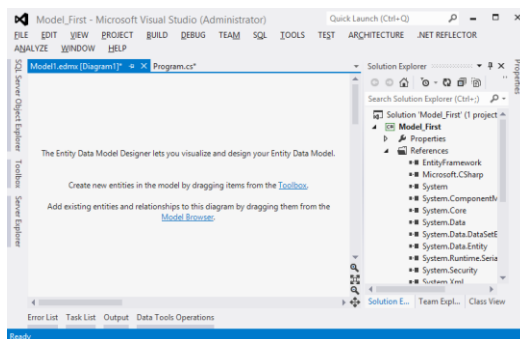 Model_First - Microsoft Visual Studio (Administrator)
Quick Launch (Ctrl+Q)
FILE EDIT VIEW PROJECT BUILD DEBUG TEAM SQL TOOLS TEST ARCHITECTURE .NET REFLECTOR
ANALYZE WINDOW HELP
SQL Server Object Explorer
Toolbox
Server Explorer
Model1.edmx [Diagram1]*
Program.cs*
The Entity Data Model Designer lets you visualize and design your Entity Data Model.
Create new entities in the model by dragging items from the Toolbox.
Add existing entities and relationships to this diagram by dragging them from the
Model Browser.
Solution Explorer
Search Solution Explorer (Ctrl+;)
Solution 'Model_First' (1 project
Model_First
Properties
References
EntityFramework
Microsoft.CSharp
System
System.ComponentM
System.Core
System.Data
System.Data.DataSetE
System.Data.Entity
System.Runtime.Seria
System.Security
System.Xml
Solution E... Team Expl... Class View
Properties
Error List Task List Output Data Tools Operations
Ready